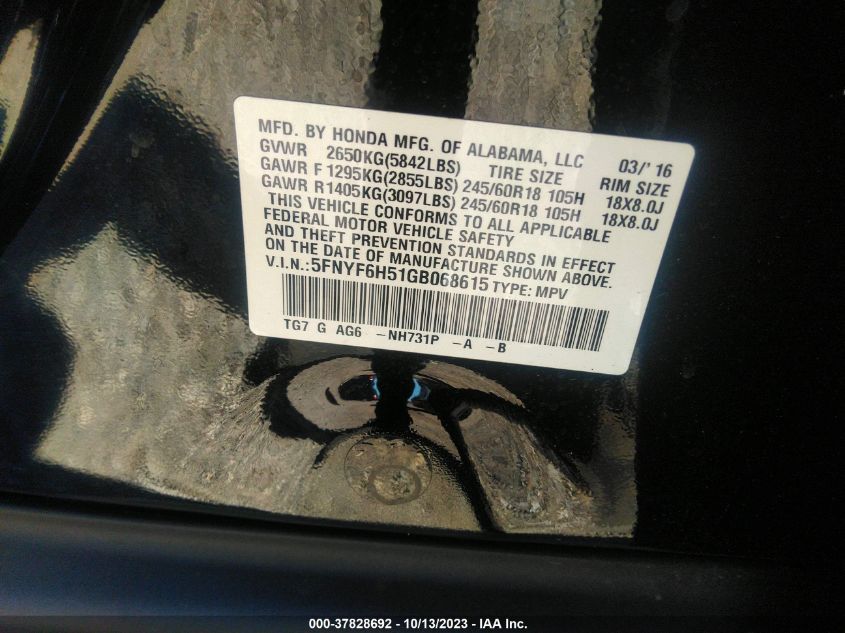 MFD. BY HONDA MFG. OF ALABAMA, LLC 03/' 16
GVWR 2650KG(5842LBS) TIRE SIZE RIM SIZE
GAWR F 1295KG(2855LBS) 245/60R18 105H 18X8.0J
GAWR R1405KG(3097LBS) 245/60R18 105H 18X8.0J
THIS VEHICLE CONFORMS TO ALL APPLICABLE
FEDERAL MOTOR VEHICLE SAFETY
AND THEFT PREVENTION STANDARDS IN EFFECT
ON THE DATE OF MANUFACTURE SHOWN ABOVE.
V.I.N.:5FNYF6H51GB068615 TYPE: MPV
TG7 G AG6 -NH731P -A -B
000-37828692 - 10/13/2023 - IAA Inc.